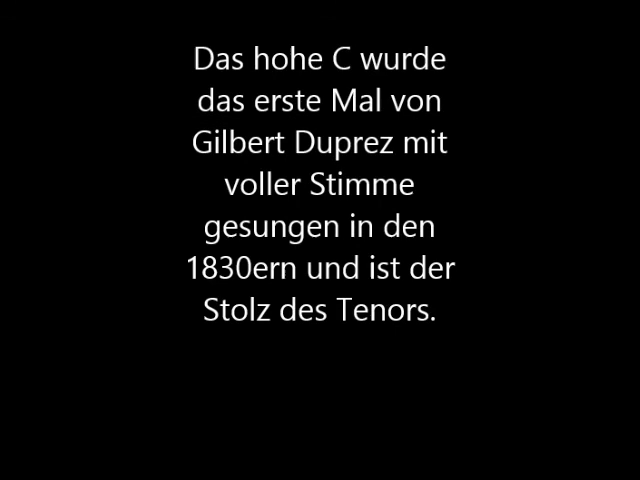 Das hohe C wurde
das erste Mal von
Gilbert Duprez mit
voller Stimme
gesungen in den
1830ern und ist der
Stolz des Tenors.